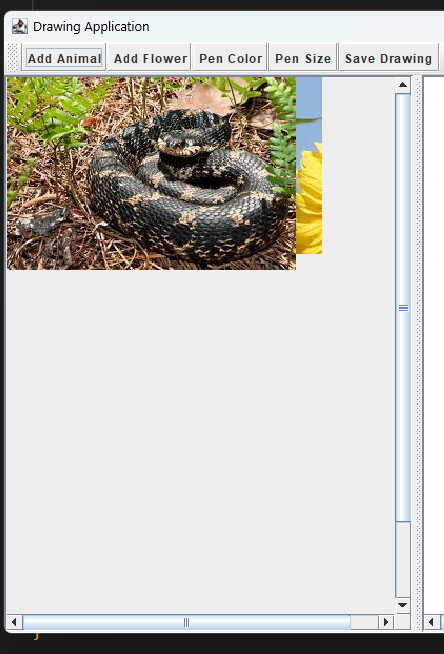 Drawing Application
Add Animal Add Flower Pen Color Pen Size Save Drawing
}